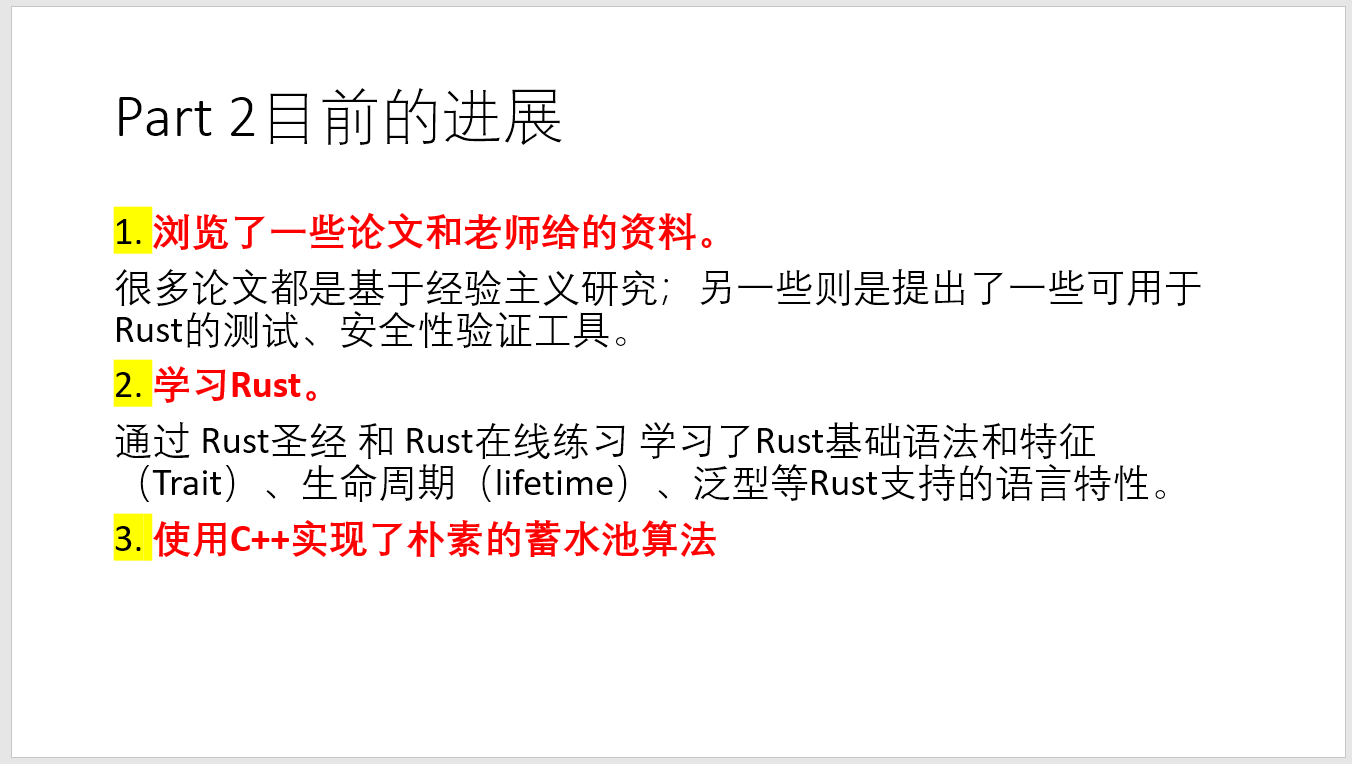 Part 2目前的进展
1. 浏览了一些论文和老师给的资料。
很多论文都是基于经验主义研究；另一些则是提出了一些可用于
Rust的测试、安全性验证工具。
2. 学习Rust。
通过 Rust圣经 和 Rust在线练习 学习了Rust基础语法和特征
（Trait）、生命周期（lifetime）、泛型等Rust支持的语言特性。
3. 使用C++实现了朴素的蓄水池算法